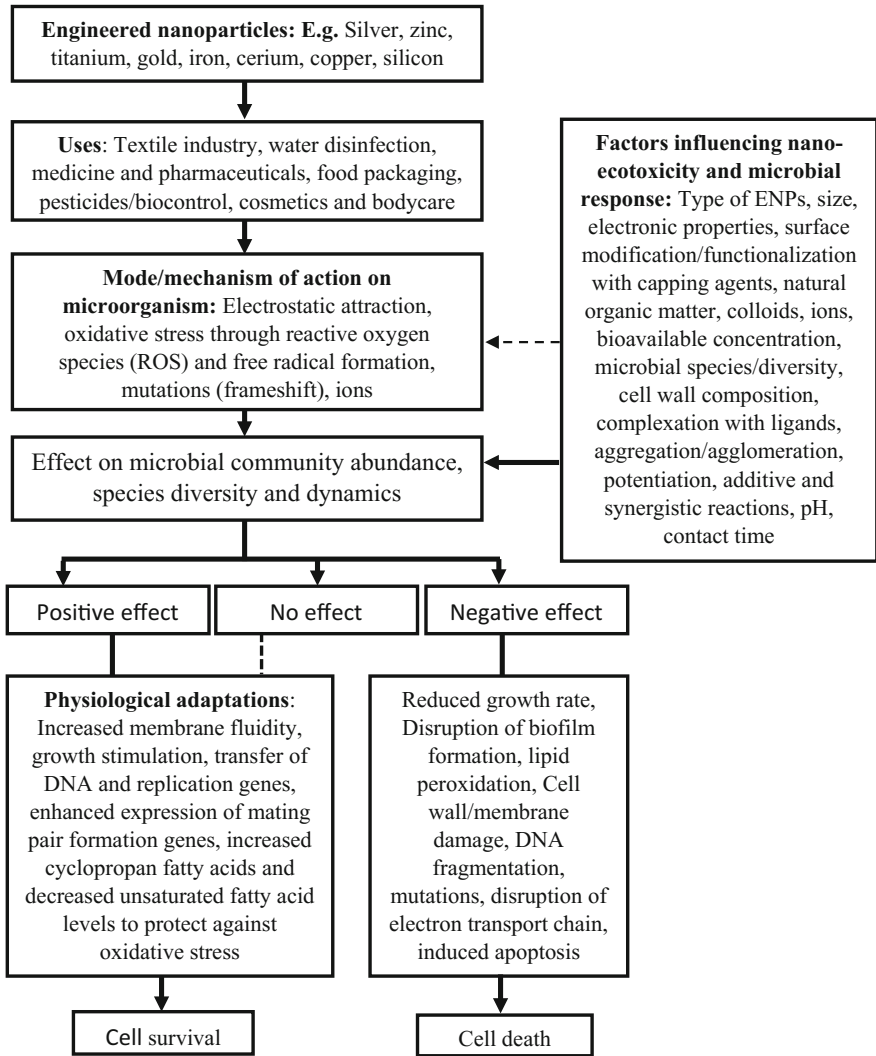 Engineered nanoparticles: E.g. Silver, zinc,
titanium, gold, iron, cerium, copper, silicon
Uses: Textile industry, water disinfection,
medicine and pharmaceuticals, food packaging,
pesticides/biocontrol, cosmetics and bodycare
Mode/mechanism of action on
microorganism: Electrostatic attraction,
oxidative stress through reactive oxygen
species (ROS) and free radical formation,
mutations (frameshift), ions
Factors influencing nano-
ecotoxicity and microbial
response: Type of ENPs, size,
electronic properties, surface
modification/functionalization
with capping agents, natural
organic matter, colloids, ions,
bioavailable concentration,
microbial species/diversity,
cell wall composition,
complexation with ligands,
aggregation/agglomeration,
potentiation, additive and
synergistic reactions, pH,
contact time
Effect on microbial community abundance,
species diversity and dynamics
Positive effect
No effect
Negative effect
Physiological adaptations:
Increased membrane fluidity,
growth stimulation, transfer of
DNA and replication genes,
enhanced expression of mating
pair formation genes, increased
cyclopropan fatty acids and
decreased unsaturated fatty acid
levels to protect against
oxidative stress
Reduced growth rate,
Disruption of biofilm
formation, lipid
peroxidation, Cell
wall/membrane
damage, DNA
fragmentation,
mutations, disruption of
electron transport chain,
induced apoptosis
Cell survival
Cell death